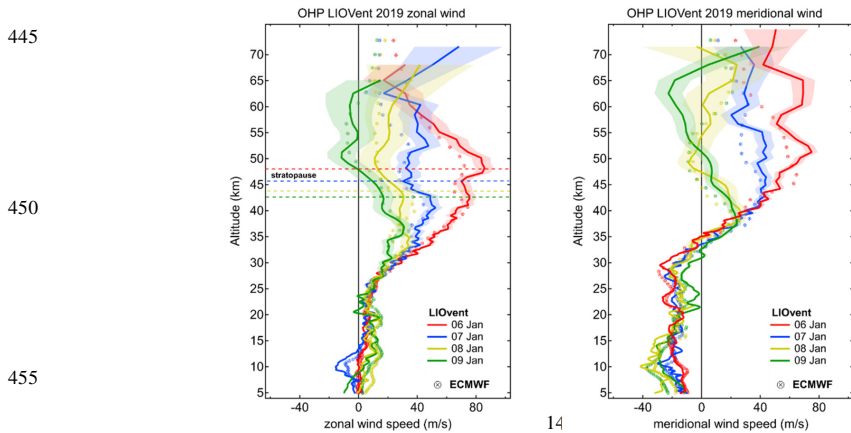 445
450
455
OHP LIOVent 2019 zonal wind
Altitude (km)
70
65
60
55
50
45
40
35
30
25
20
15
10
5
stratopause
LIOvent
06 Jan
07 Jan
08 Jan
09 Jan
ECMWF
-40 0 40 80
zonal wind speed (m/s)
14
OHP LIOVent 2019 meridional wind
Altitude (km)
70
65
60
55
50
45
40
35
30
25
20
15
10
5
LIOvent
06 Jan
07 Jan
08 Jan
09 Jan
ECMWF
-40 0 40 80
meridional wind speed (m/s)